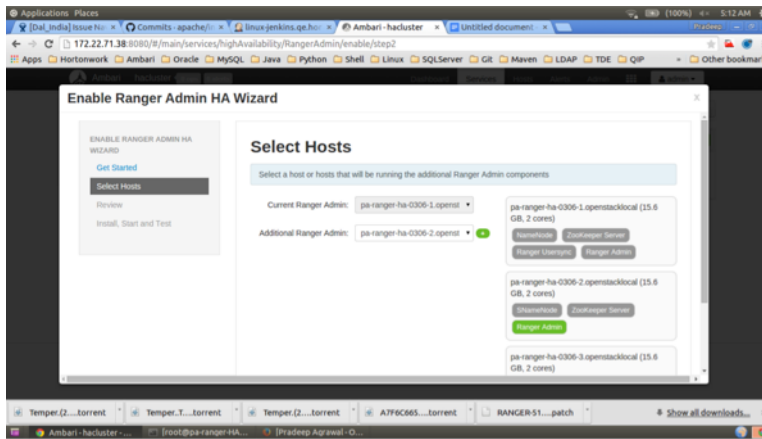 Applications Places
(100%) 5:12 AM
[Dal_India] Issue Na
Commits · apache/
linux-jenkins.qe.hor
Ambari - hacluster
Untitled document
Pradeep
172.22.71.38:8080/#/main/services/highAvailability/RangerAdmin/enable/step2
Apps Hortonwork Ambari Oracle MySQL Java Python Shell Linux SQLServer Git Maven LDAP TDE QIP » Other bookmar
Ambari hacluster
Dashboard Services Hosts Alerts Admin admin
Enable Ranger Admin HA Wizard
x
ENABLE RANGER ADMIN HA
WIZARD
Get Started
Select Hosts
Review
Install, Start and Test
Select Hosts
Select a host or hosts that will be running the additional Ranger Admin components
Current Ranger Admin: pa-ranger-ha-0306-1.openst
Additional Ranger Admin: pa-ranger-ha-0306-2.openst
+
pa-ranger-ha-0306-1.openstacklocal (15.6
GB, 2 cores)
NameNode ZooKeeper Server
Ranger Usersync Ranger Admin
pa-ranger-ha-0306-2.openstacklocal (15.6
GB, 2 cores)
SNameNode ZooKeeper Server
Ranger Admin
pa-ranger-ha-0306-3.openstacklocal (15.6
GB, 2 cores)
Temper.(2....torrent
Temper..T....torrent
Temper.(2....torrent
A7F6C665....torrent
RANGER-51....patch
Show all downloads...
Ambari - hacluster - ...
[root@pa-ranger-HA...
[Pradeep Agrawal - O...